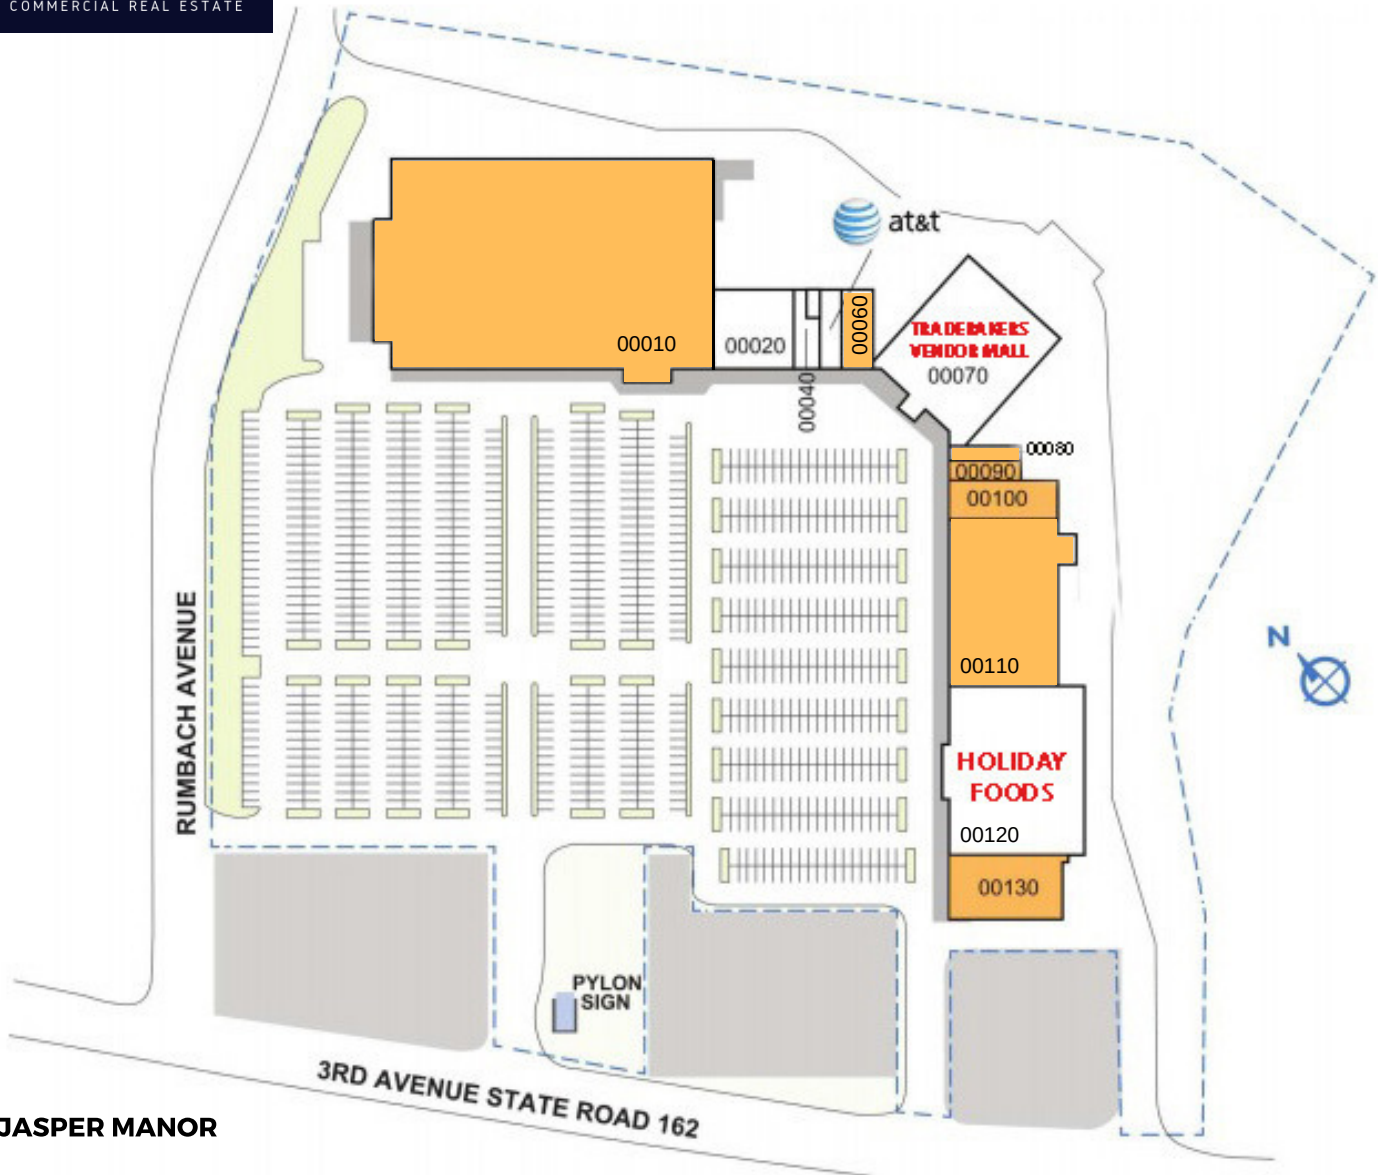 COMMERCIAL REAL ESTATE
at&t
00010
00020
00040
00060
TRADEBAKERS
VENDOR MALL
00070
00080
00090
00100
00110
HOLIDAY
FOODS
00120
00130
N
RUMBACH AVENUE
PYLON
SIGN
3RD AVENUE STATE ROAD 162
JASPER MANOR